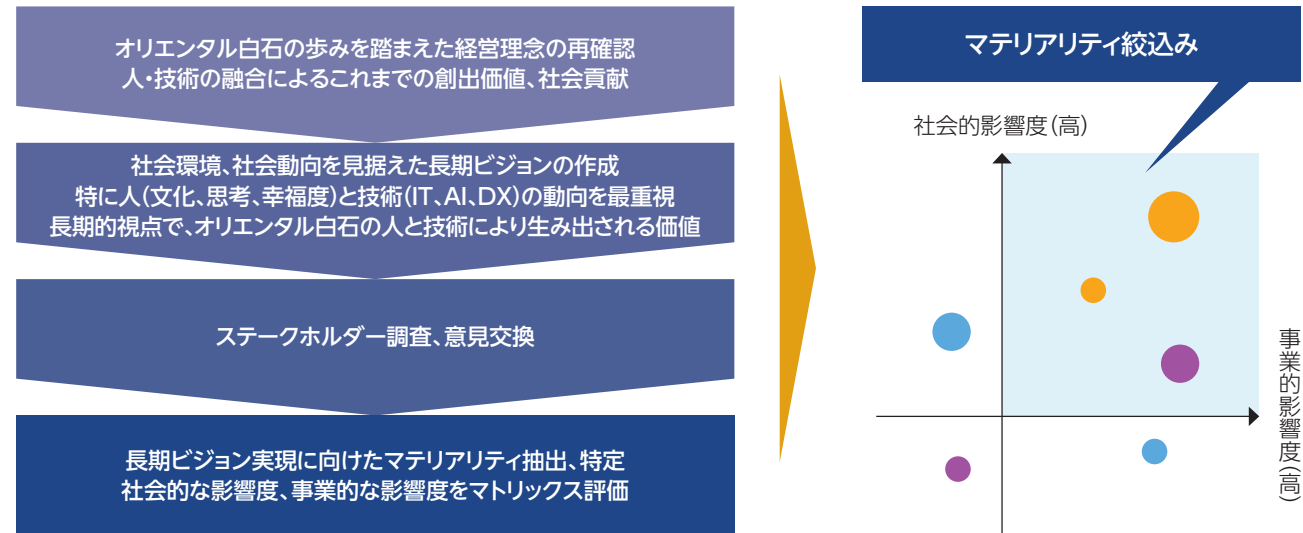 オリエンタル白石の歩みを踏まえた経営理念の再確認
人・技術の融合によるこれまでの創出価値、社会貢献
社会環境、社会動向を見据えた長期ビジョンの作成
特に人(文化、思考、幸福度)と技術(IT、AI、DX)の動向を最重視
長期的視点で、オリエンタル白石の人と技術により生み出される価値
ステークホルダー調査、意見交換
長期ビジョン実現に向けたマテリアリティ抽出、特定
社会的な影響度、事業的な影響度をマトリックス評価
マテリアリティ絞込み
社会的影響度(高)
事業的影響度(高)